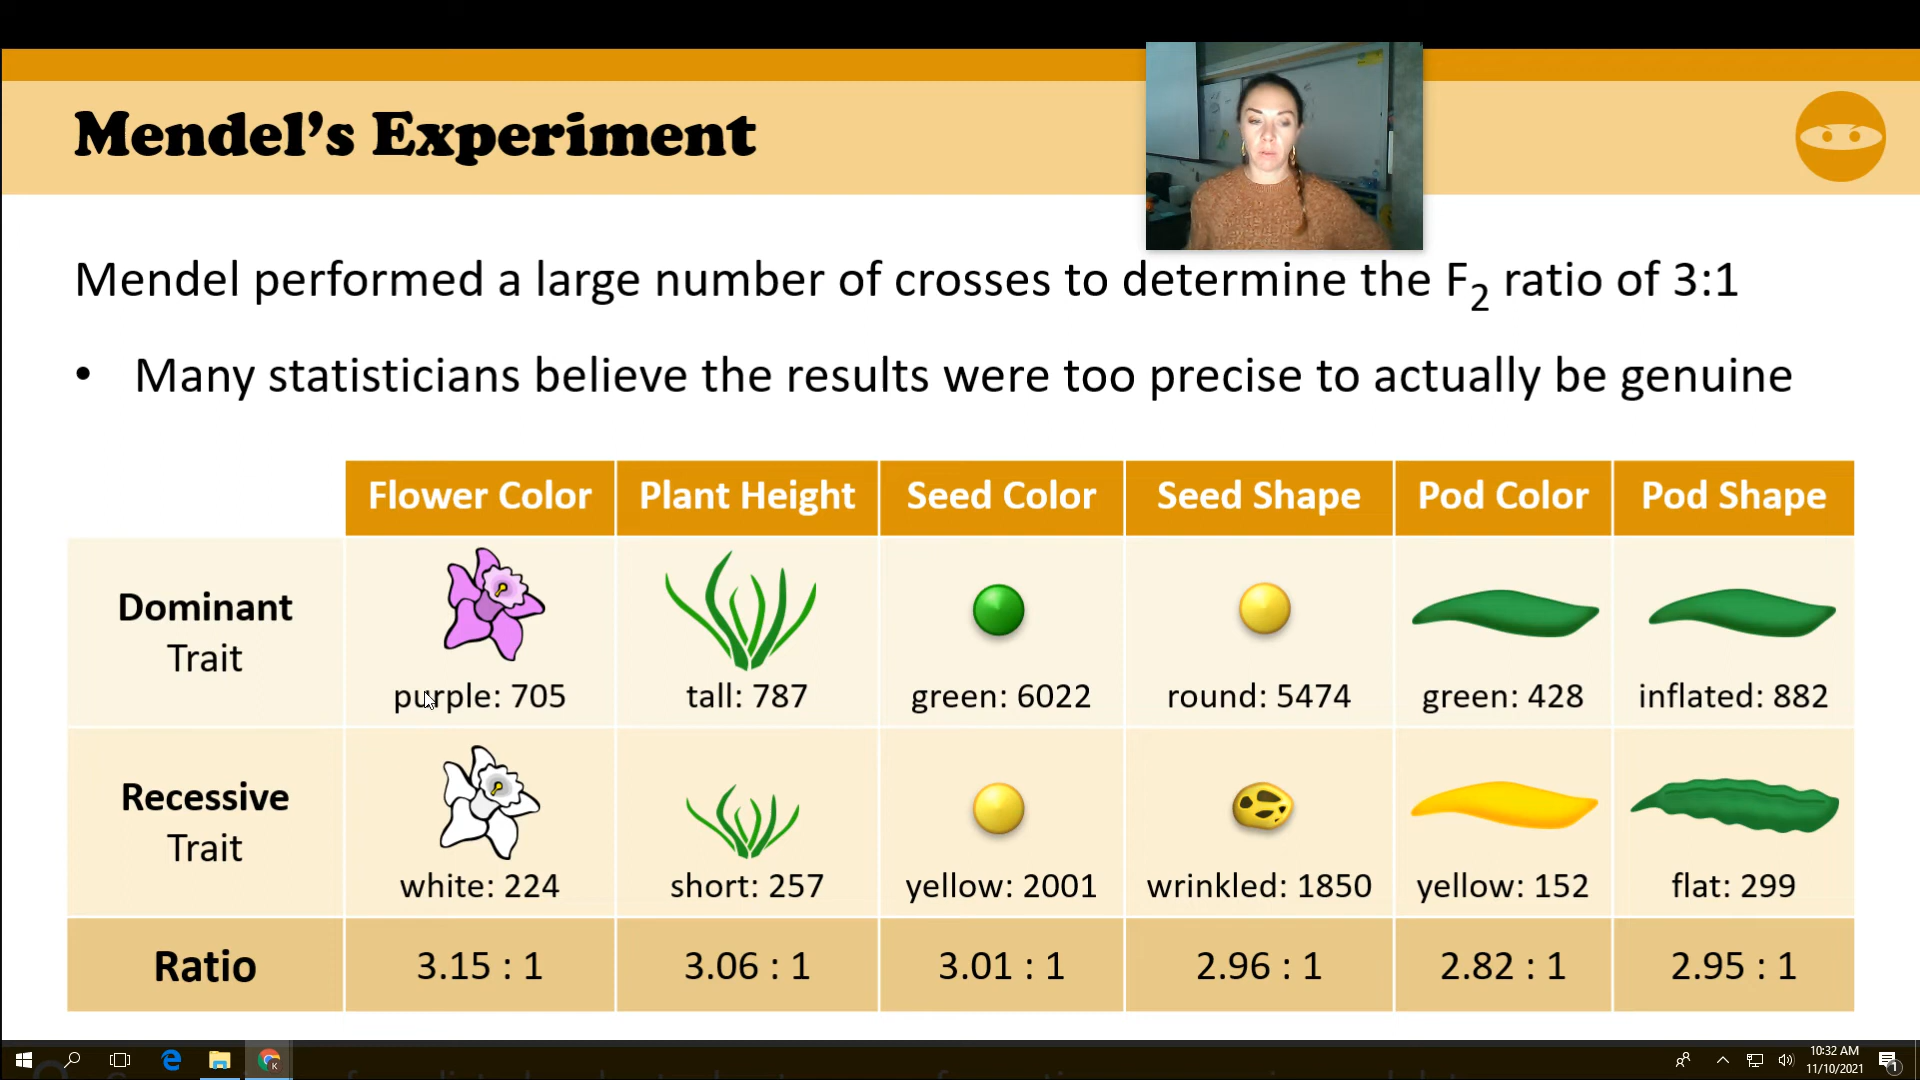 Mendel's Experiment
Mendel performed a large number of crosses to determine the F₂ ratio of 3:1
• Many statisticians believe the results were too precise to actually be genuine
Flower Color Plant Height Seed Color Seed Shape Pod Color Pod Shape
Dominant
Trait
purple: 705 tall: 787 green: 6022 round: 5474 green: 428 inflated: 882
Recessive
Trait
white: 224 short: 257 yellow: 2001 wrinkled: 1850 yellow: 152 flat: 299
Ratio 3.15 : 1 3.06 : 1 3.01 : 1 2.96 : 1 2.82 : 1 2.95 : 1
10:32 AM
11/10/2021
K
1